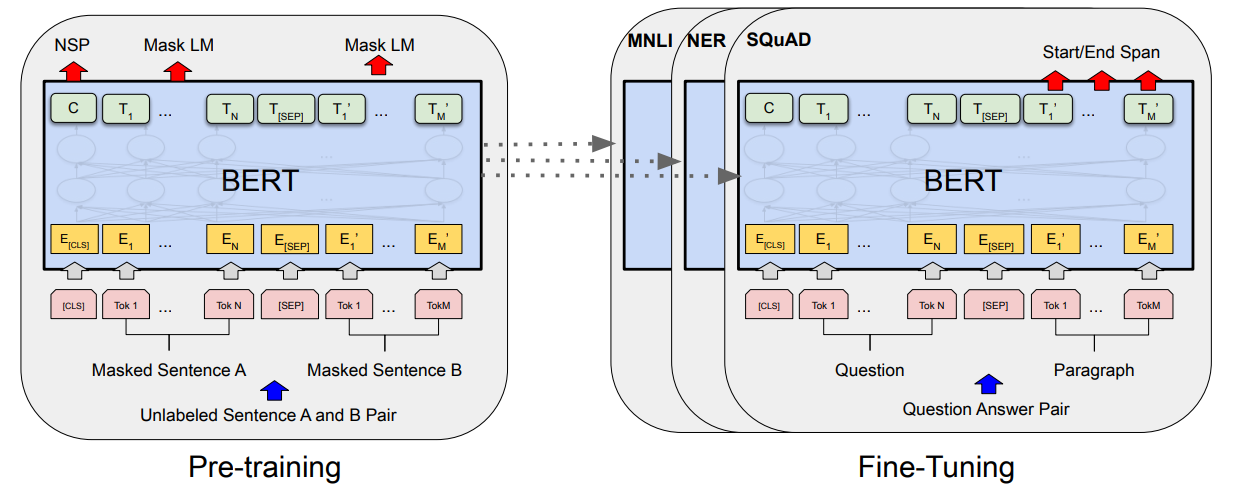 NSP Mask LM Mask LM
C T1 ... TN T[SEP] T1' ... TM'
...
BERT
...
E[CLS] E1 ... EN E[SEP] E1' ... EM'
[CLS] Tok 1 ... Tok N [SEP] Tok 1 ... TokM
Masked Sentence A Masked Sentence B
Unlabeled Sentence A and B Pair
Pre-training
MNLI NER SQuAD
Start/End Span
C T1 ... TN T[SEP] T1' ... TM'
...
BERT
...
E[CLS] E1 ... EN E[SEP] E1' ... EM'
[CLS] Tok 1 ... Tok N [SEP] Tok 1 ... TokM
Question Paragraph
Question Answer Pair
Fine-Tuning